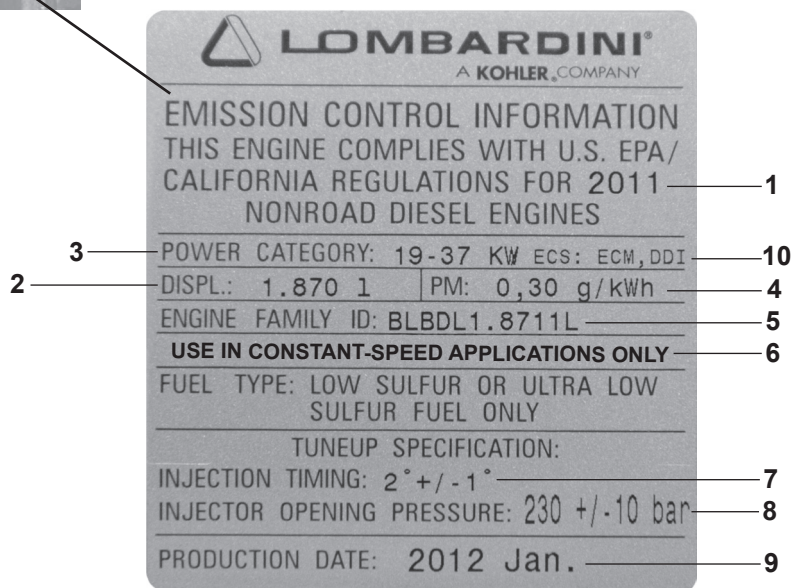 LOMBARDINI®
A KOHLER® COMPANY
EMISSION CONTROL INFORMATION
THIS ENGINE COMPLIES WITH U.S. EPA/
CALIFORNIA REGULATIONS FOR 2011 1
NONROAD DIESEL ENGINES
3 POWER CATEGORY: 19-37 KW ECS: ECM,DDI 10
2 DISPL.: 1.870 l PM: 0,30 g/kWh 4
ENGINE FAMILY ID: BLBDL1.8711L 5
USE IN CONSTANT-SPEED APPLICATIONS ONLY 6
FUEL TYPE: LOW SULFUR OR ULTRA LOW
SULFUR FUEL ONLY
TUNEUP SPECIFICATION:
INJECTION TIMING: 2°+/-1° 7
INJECTOR OPENING PRESSURE: 230 +/-10 bar 8
PRODUCTION DATE: 2012 Jan. 9